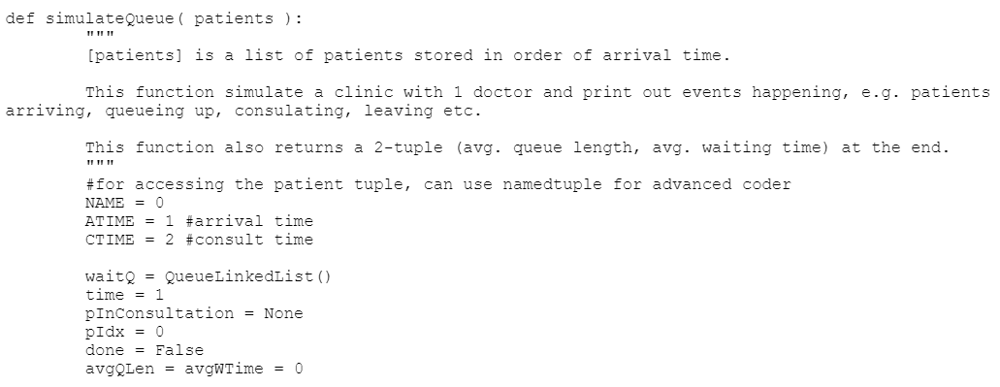 def simulateQueue( patients ):
"""
[patients] is a list of patients stored in order of arrival time.
This function simulate a clinic with 1 doctor and print out events happening, e.g. patients
arriving, queueing up, consulating, leaving etc.
This function also returns a 2-tuple (avg. queue length, avg. waiting time) at the end.
"""
#for accessing the patient tuple, can use namedtuple for advanced coder
NAME = 0
ATIME = 1 #arrival time
CTIME = 2 #consult time
waitQ = QueueLinkedList()
time = 1
pInConsultation = None
pIdx = 0
done = False
avgQLen = avgWTime = 0